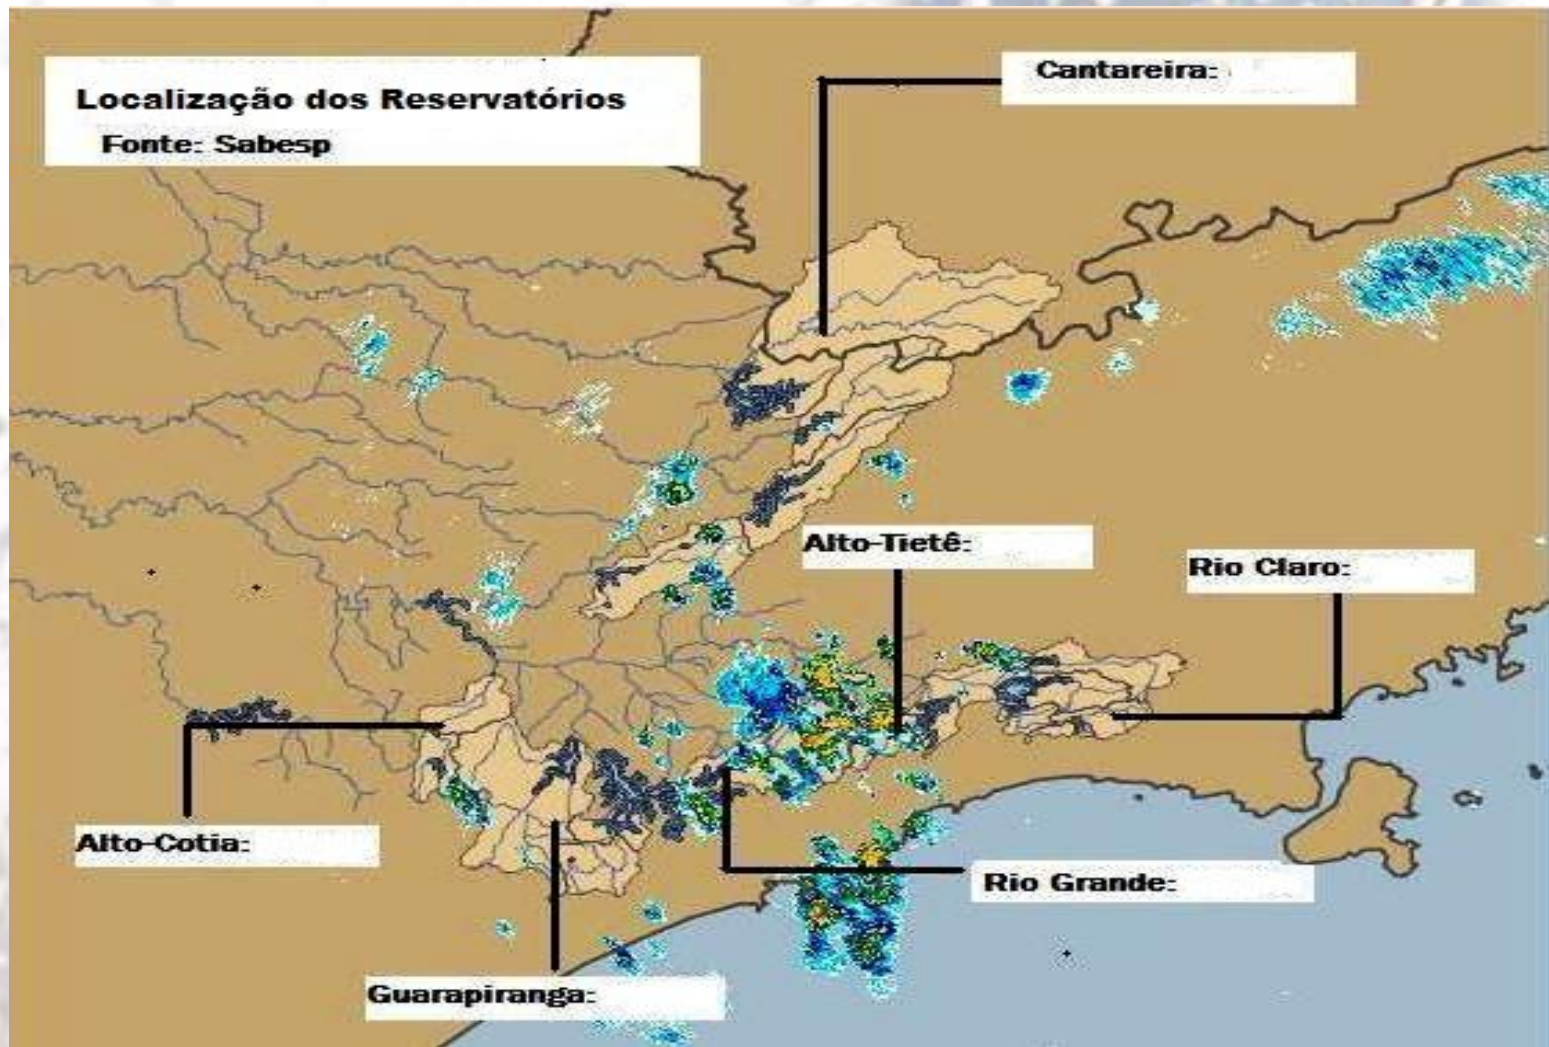 Localização dos Reservatórios
Fonte: Sabesp
Cantareira:
Alto-Tietê:
Rio Claro:
Alto-Cotia:
Rio Grande:
Guarapiranga: